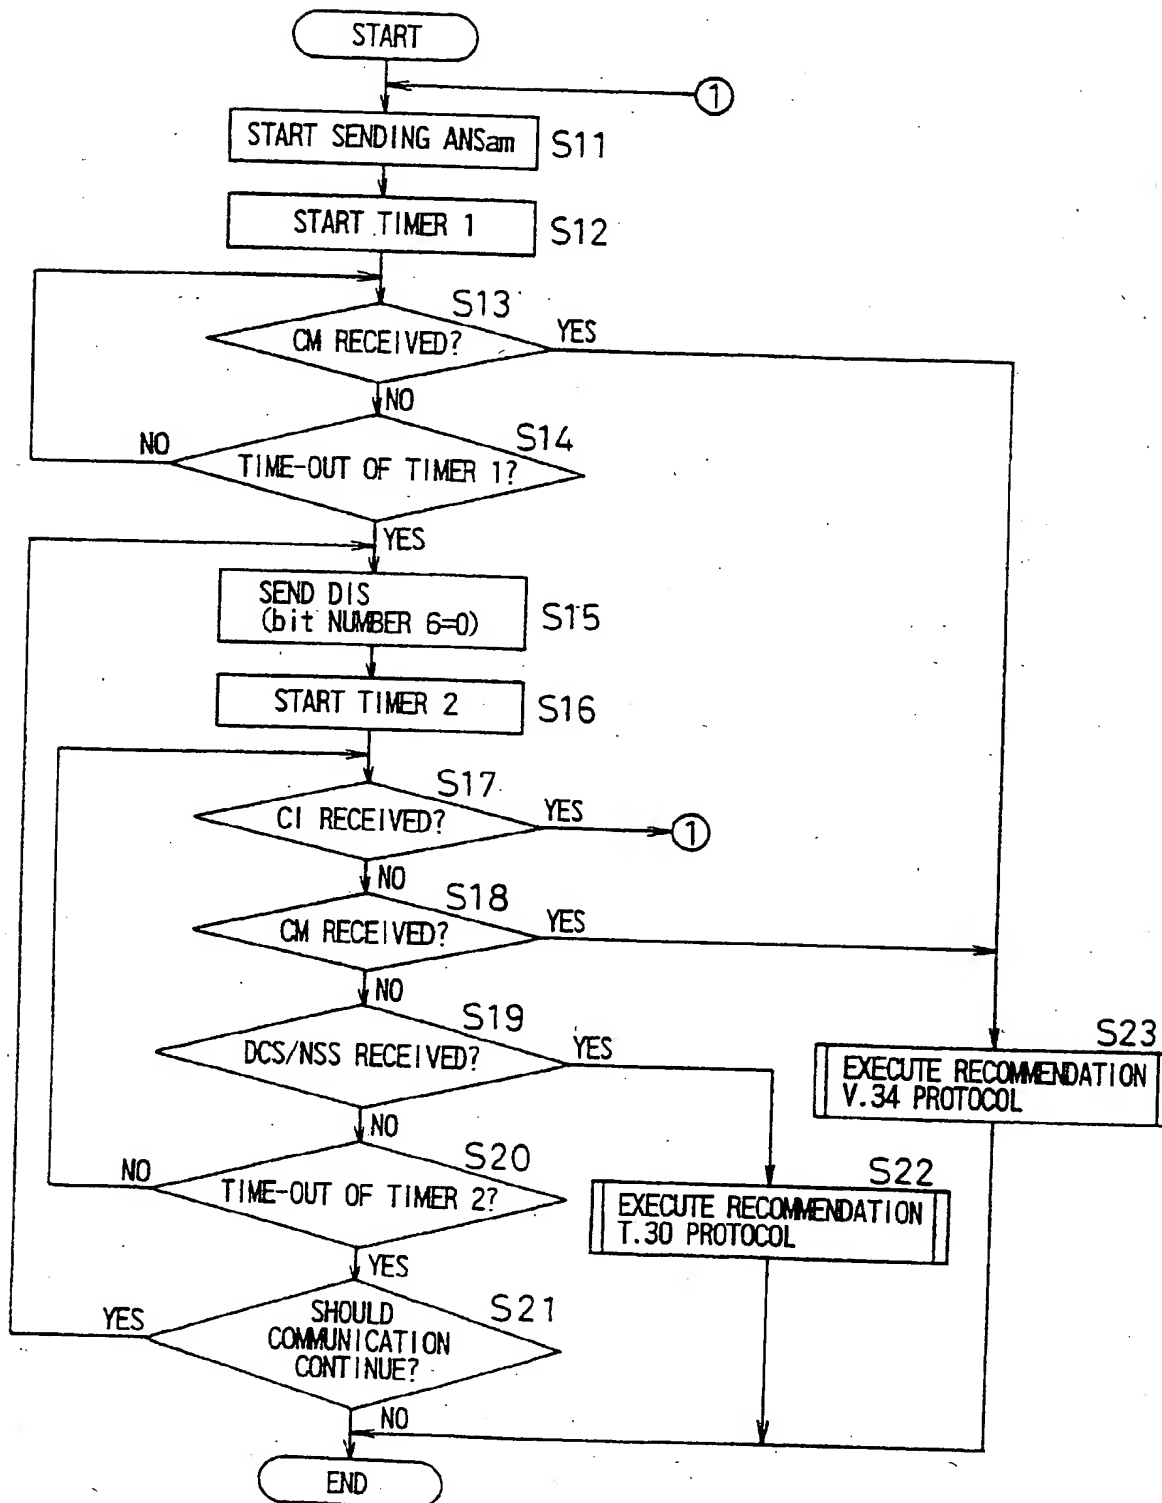 START
1
START SENDING ANSam
S11
START TIMER 1
S12
S13
CM RECEIVED?
YES
NO
S14
NO
TIME-OUT OF TIMER 1?
YES
SEND DIS
(bit NUMBER 6=0)
S15
START TIMER 2
S16
S17
CI RECEIVED?
YES
1
NO
S18
CM RECEIVED?
YES
NO
S19
DCS/NSS RECEIVED?
YES
S23
EXECUTE RECOMMENDATION
V.34 PROTOCOL
NO
S20
NO
TIME-OUT OF TIMER 2?
S22
EXECUTE RECOMMENDATION
T.30 PROTOCOL
YES
S21
YES
SHOULD
COMMUNICATION
CONTINUE?
NO
END